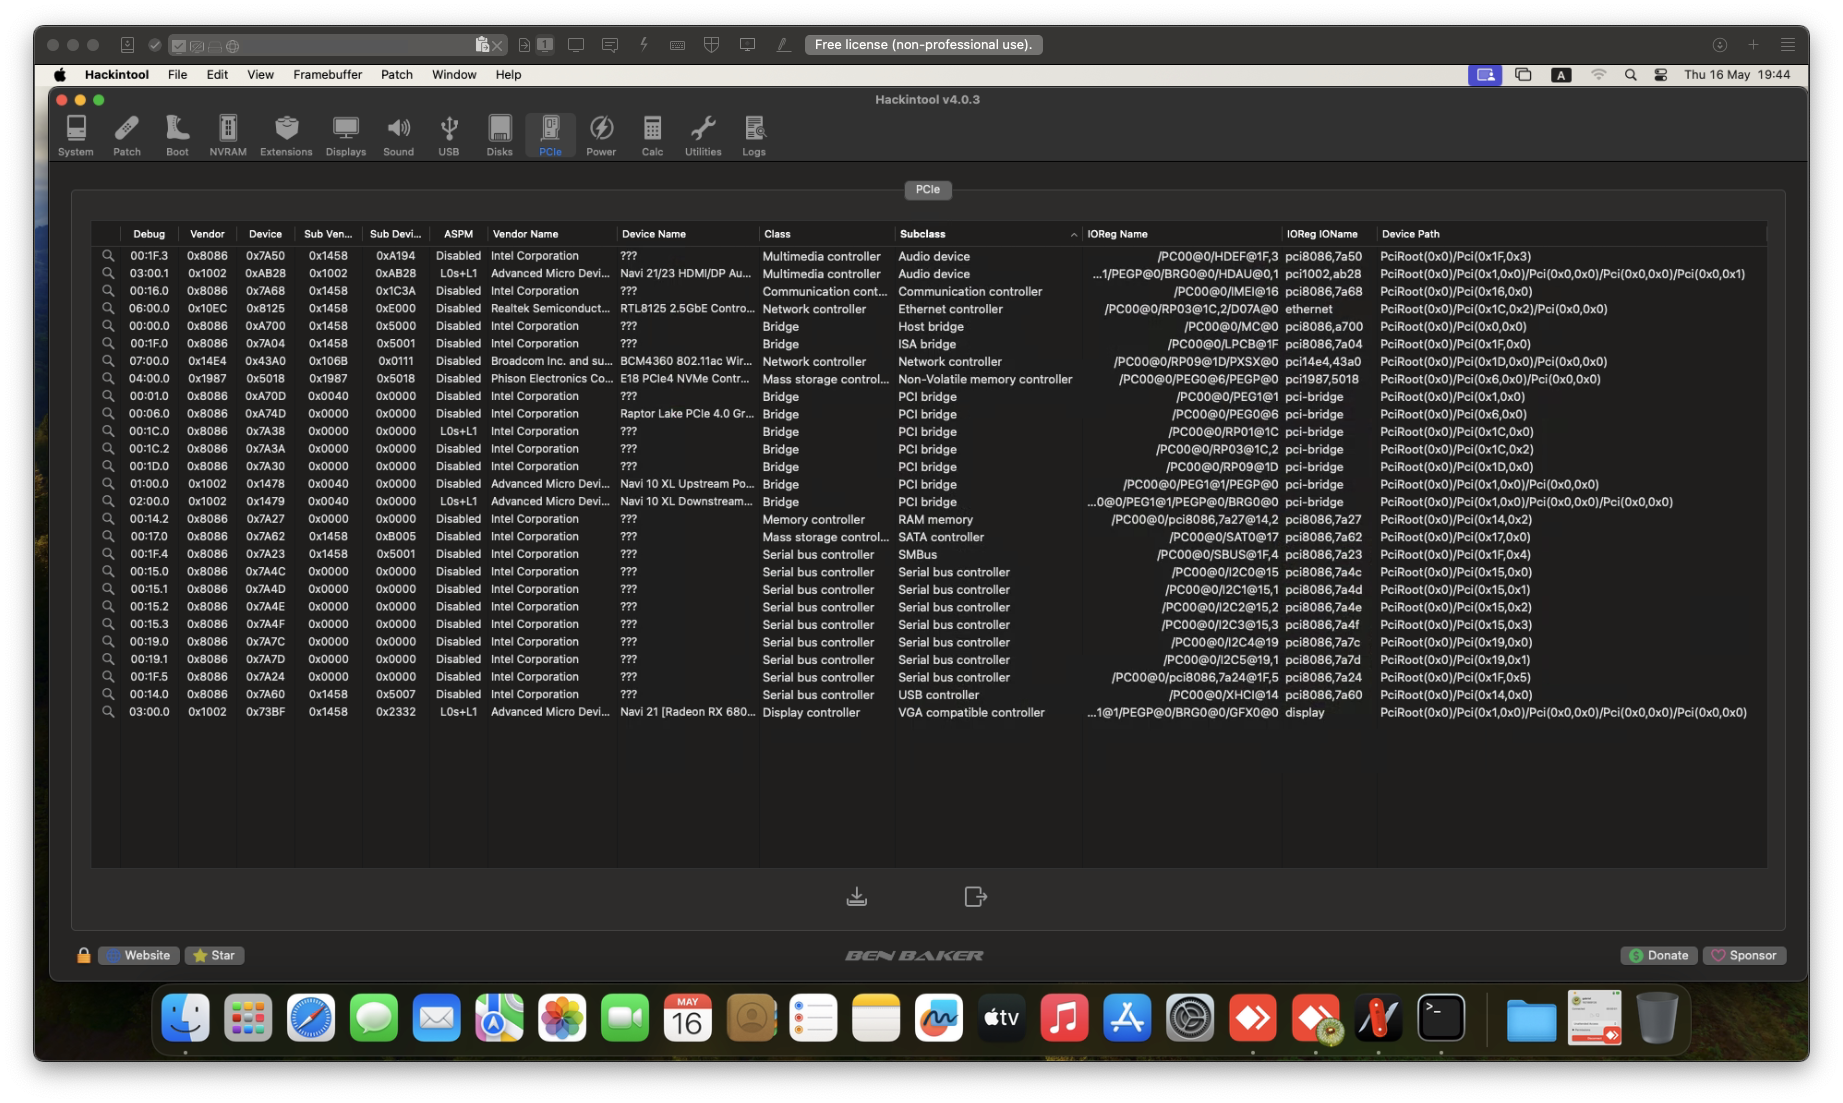 Free license (non-professional use).
Hackintool File Edit View Framebuffer Patch Window Help A Thu 16 May 19:44
Hackintool v4.0.3
System Patch Boot NVRAM Extensions Displays Sound USB Disks PCIe Power Calc Utilities Logs
PCIe
Debug Vendor Device Sub Ven... Sub Devi... ASPM Vendor Name Device Name Class Subclass IOReg Name IOReg IOName Device Path
00:1F.3 0x8086 0x7A50 0x1458 0xA194 Disabled Intel Corporation ??? Multimedia controller Audio device /PC00@0/HDEF@1F,3 pci8086,7a50 PciRoot(0x0)/Pci(0x1F,0x3)
03:00.1 0x1002 0xAB28 0x1002 0xAB28 L0s+L1 Advanced Micro Devi... Navi 21/23 HDMI/DP Au... Multimedia controller Audio device ...1/PEGP@0/BRG0@0/HDAU@0,1 pci1002,ab28 PciRoot(0x0)/Pci(0x1,0x0)/Pci(0x0,0x0)/Pci(0x0,0x0)/Pci(0x0,0x1)
00:16.0 0x8086 0x7A68 0x1458 0x1C3A Disabled Intel Corporation ??? Communication cont... Communication controller /PC00@0/IMEI@16 pci8086,7a68 PciRoot(0x0)/Pci(0x16,0x0)
06:00.0 0x10EC 0x8125 0x1458 0xE000 Disabled Realtek Semiconduct... RTL8125 2.5GbE Contro... Network controller Ethernet controller /PC00@0/RP03@1C,2/D07A@0 ethernet PciRoot(0x0)/Pci(0x1C,0x2)/Pci(0x0,0x0)
00:00.0 0x8086 0xA700 0x1458 0x5000 Disabled Intel Corporation ??? Bridge Host bridge /PC00@0/MC@0 pci8086,a700 PciRoot(0x0)/Pci(0x0,0x0)
00:1F.0 0x8086 0x7A04 0x1458 0x5001 Disabled Intel Corporation ??? Bridge ISA bridge /PC00@0/LPCB@1F pci8086,7a04 PciRoot(0x0)/Pci(0x1F,0x0)
07:00.0 0x14E4 0x43A0 0x106B 0x0111 Disabled Broadcom Inc. and su... BCM4360 802.11ac Wir... Network controller Network controller /PC00@0/RP09@1D/PXSX@0 pci14e4,43a0 PciRoot(0x0)/Pci(0x1D,0x0)/Pci(0x0,0x0)
04:00.0 0x1987 0x5018 0x1987 0x5018 Disabled Phison Electronics Co... E18 PCIe4 NVMe Contr... Mass storage control... Non-Volatile memory controller /PC00@0/PEG0@6/PEGP@0 pci1987,5018 PciRoot(0x0)/Pci(0x6,0x0)/Pci(0x0,0x0)
00:01.0 0x8086 0xA70D 0x0040 0x0000 Disabled Intel Corporation ??? Bridge PCI bridge /PC00@0/PEG1@1 pci-bridge PciRoot(0x0)/Pci(0x1,0x0)
00:06.0 0x8086 0xA74D 0x0000 0x0000 Disabled Intel Corporation Raptor Lake PCIe 4.0 Gr... Bridge PCI bridge /PC00@0/PEG0@6 pci-bridge PciRoot(0x0)/Pci(0x6,0x0)
00:1C.0 0x8086 0x7A38 0x0000 0x0000 L0s+L1 Intel Corporation ??? Bridge PCI bridge /PC00@0/RP01@1C pci-bridge PciRoot(0x0)/Pci(0x1C,0x0)
00:1C.2 0x8086 0x7A3A 0x0000 0x0000 Disabled Intel Corporation ??? Bridge PCI bridge /PC00@0/RP03@1C,2 pci-bridge PciRoot(0x0)/Pci(0x1C,0x2)
00:1D.0 0x8086 0x7A30 0x0000 0x0000 Disabled Intel Corporation ??? Bridge PCI bridge /PC00@0/RP09@1D pci-bridge PciRoot(0x0)/Pci(0x1D,0x0)
01:00.0 0x1002 0x1478 0x0040 0x0000 Disabled Advanced Micro Devi... Navi 10 XL Upstream Po... Bridge PCI bridge /PC00@0/PEG1@1/PEGP@0 pci-bridge PciRoot(0x0)/Pci(0x1,0x0)/Pci(0x0,0x0)
02:00.0 0x1002 0x1479 0x0040 0x0000 L0s+L1 Advanced Micro Devi... Navi 10 XL Downstream... Bridge PCI bridge ...0@0/PEG1@1/PEGP@0/BRG0@0 pci-bridge PciRoot(0x0)/Pci(0x1,0x0)/Pci(0x0,0x0)/Pci(0x0,0x0)
00:14.2 0x8086 0x7A27 0x0000 0x0000 Disabled Intel Corporation ??? Memory controller RAM memory /PC00@0/pci8086,7a27@14,2 pci8086,7a27 PciRoot(0x0)/Pci(0x14,0x2)
00:17.0 0x8086 0x7A62 0x1458 0xB005 Disabled Intel Corporation ??? Mass storage control... SATA controller /PC00@0/SAT0@17 pci8086,7a62 PciRoot(0x0)/Pci(0x17,0x0)
00:1F.4 0x8086 0x7A23 0x1458 0x5001 Disabled Intel Corporation ??? Serial bus controller SMBus /PC00@0/SBUS@1F,4 pci8086,7a23 PciRoot(0x0)/Pci(0x1F,0x4)
00:15.0 0x8086 0x7A4C 0x0000 0x0000 Disabled Intel Corporation ??? Serial bus controller Serial bus controller /PC00@0/I2C0@15 pci8086,7a4c PciRoot(0x0)/Pci(0x15,0x0)
00:15.1 0x8086 0x7A4D 0x0000 0x0000 Disabled Intel Corporation ??? Serial bus controller Serial bus controller /PC00@0/I2C1@15,1 pci8086,7a4d PciRoot(0x0)/Pci(0x15,0x1)
00:15.2 0x8086 0x7A4E 0x0000 0x0000 Disabled Intel Corporation ??? Serial bus controller Serial bus controller /PC00@0/I2C2@15,2 pci8086,7a4e PciRoot(0x0)/Pci(0x15,0x2)
00:15.3 0x8086 0x7A4F 0x0000 0x0000 Disabled Intel Corporation ??? Serial bus controller Serial bus controller /PC00@0/I2C3@15,3 pci8086,7a4f PciRoot(0x0)/Pci(0x15,0x3)
00:19.0 0x8086 0x7A7C 0x0000 0x0000 Disabled Intel Corporation ??? Serial bus controller Serial bus controller /PC00@0/I2C4@19 pci8086,7a7c PciRoot(0x0)/Pci(0x19,0x0)
00:19.1 0x8086 0x7A7D 0x0000 0x0000 Disabled Intel Corporation ??? Serial bus controller Serial bus controller /PC00@0/I2C5@19,1 pci8086,7a7d PciRoot(0x0)/Pci(0x19,0x1)
00:1F.5 0x8086 0x7A24 0x0000 0x0000 Disabled Intel Corporation ??? Serial bus controller Serial bus controller /PC00@0/pci8086,7a24@1F,5 pci8086,7a24 PciRoot(0x0)/Pci(0x1F,0x5)
00:14.0 0x8086 0x7A60 0x1458 0x5007 Disabled Intel Corporation ??? Serial bus controller USB controller /PC00@0/XHCI@14 pci8086,7a60 PciRoot(0x0)/Pci(0x14,0x0)
03:00.0 0x1002 0x73BF 0x1458 0x2332 L0s+L1 Advanced Micro Devi... Navi 21 [Radeon RX 680... Display controller VGA compatible controller ...1@1/PEGP@0/BRG0@0/GFX0@0 display PciRoot(0x0)/Pci(0x1,0x0)/Pci(0x0,0x0)/Pci(0x0,0x0)/Pci(0x0,0x0)
Website Star BEN BAKER Donate Sponsor
MAY
16
tv